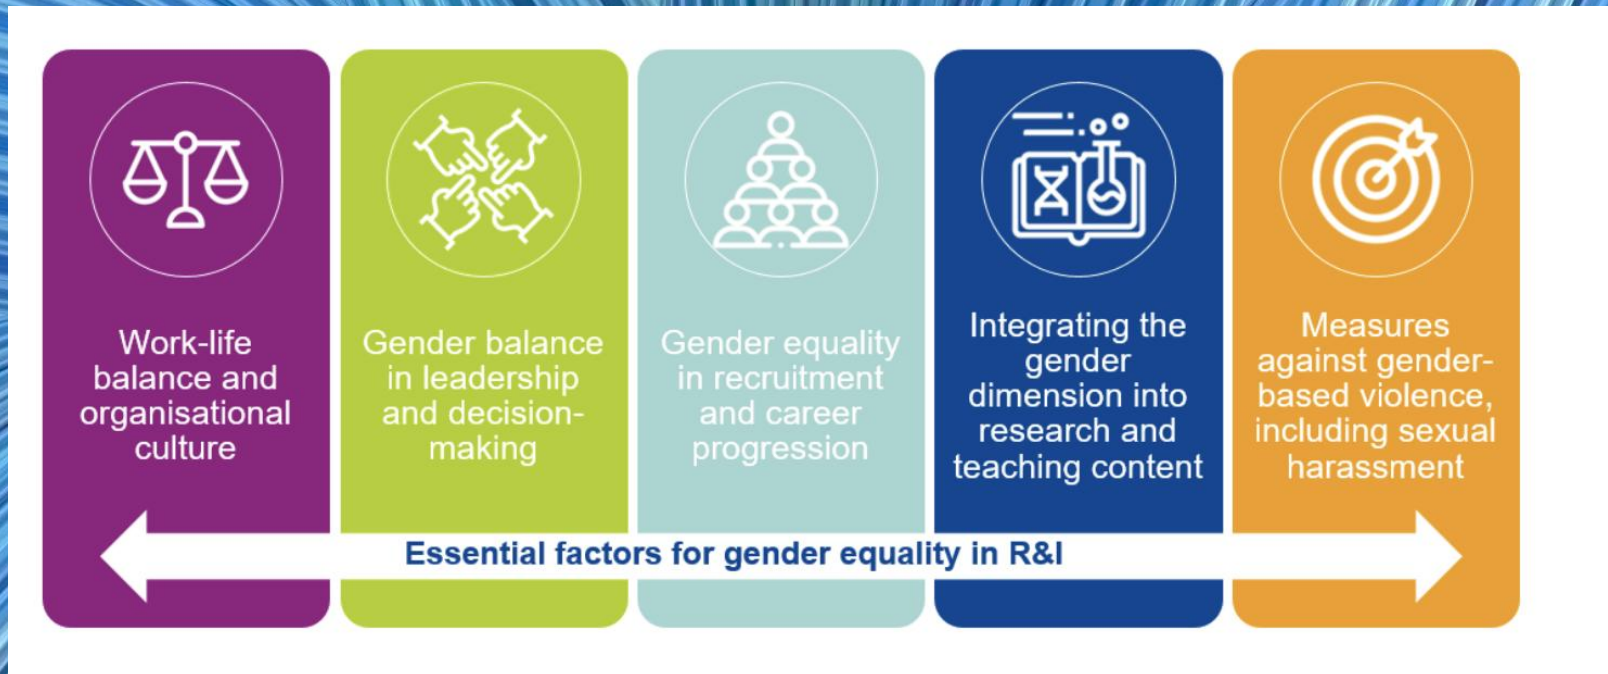 Work-life
balance and
organisational
culture
Gender balance
in leadership
and decision-
making
Gender equality
in recruitment
and career
progression
Integrating the
gender
dimension into
research and
teaching content
Measures
against gender-
based violence,
including sexual
harassment
Essential factors for gender equality in R&I